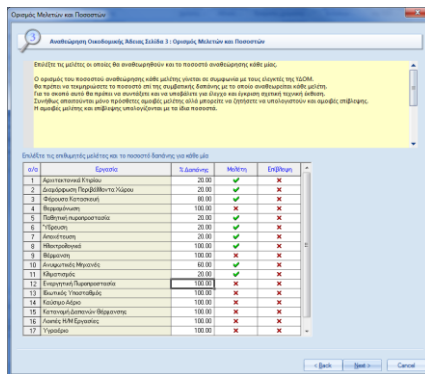 Ορισμός Μελετών και Ποσοστών
3
Αναθεώρηση Οικοδομικής Άδειας Σελίδα 3 : Ορισμός Μελετών και Ποσοστών
Επιλέξτε τις μελέτες οι οποίες θα αναθεωρηθούν και το ποσοστό αναθεώρησης κάθε μίας.
Ο ορισμός του ποσοστού αναθεώρησης κάθε μελέτης γίνεται σε συμφωνία με τους ελεγκτές της ΥΔΟΜ.
Θα πρέπει να τεκμηριώσετε το ποσοστό επί της συμβατικής δαπάνης με το οποίο αναθεωρείται κάθε μελέτη.
Για το σκοπό αυτό θα πρέπει να συντάξετε και να υποβάλετε για έλεγχο και έγκριση σχετική τεχνική έκθεση.
Συνήθως απαιτούνται μόνο πρόσθετες αμοιβές μελέτης αλλά μπορείτε να ζητήσετε να υπολογιστούν και αμοιβές επίβλεψης.
Η αμοιβές μελέτης και επίβλεψης υπολογίζονται με τα ίδια ποσοστά.
Επιλέξτε τις επιθυμητές μελέτες και το ποσοστό δαπάνης για κάθε μία
α/α Εργασία % Δαπάνης Μελέτη Επίβλεψη
1 Αρχιτεκτονικά Κτιρίου 20.00
2 Διαμόρφωση Περιβάλλοντα Χώρου 20.00
3 Φέρουσα Κατασκευή 80.00
4 Θερμομόνωση 100.00
5 Παθητική πυροπροστασία 20.00
6 Ύδρευση 20.00
7 Αποχέτευση 20.00
8 Ηλεκτρολογικά 100.00
9 Θέρμανση 100.00
10 Ανυψωτικές Μηχανές 60.00
11 Κλιματισμός 20.00
12 Ενεργητική Πυροπροστασία 100.00
13 Ιδιωτικός Υποσταθμός 100.00
14 Καύσιμο Αέριο 100.00
15 Κατανομή Δαπανών Θέρμανσης 100.00
16 Λοιπές Η/Μ Εργασίες 100.00
17 Υγραέριο 100.00
< Back Next > Cancel